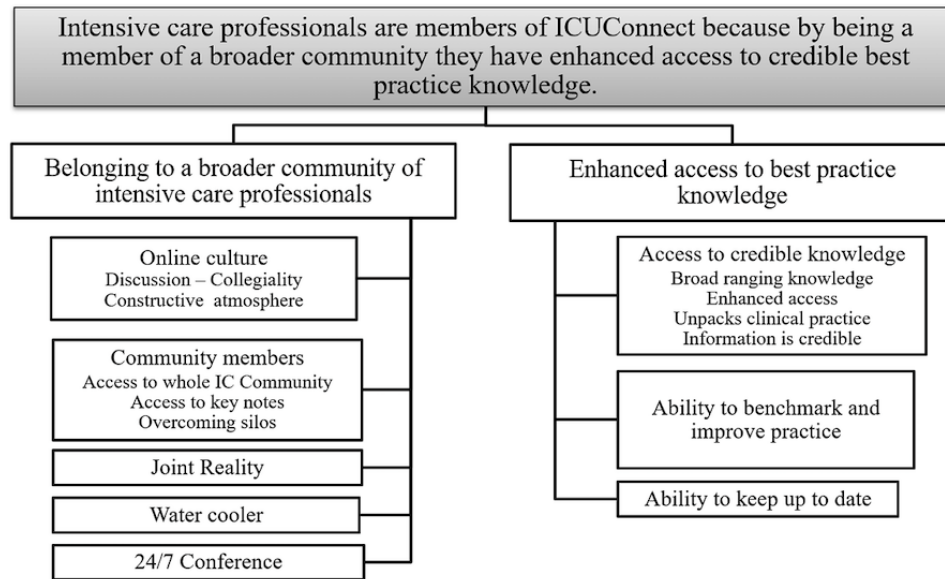 Intensive care professionals are members of ICUConnect because by being a
member of a broader community they have enhanced access to credible best
practice knowledge.
Belonging to a broader community of
intensive care professionals
Online culture
Discussion – Collegiality
Constructive atmosphere
Community members
Access to whole IC Community
Access to key notes
Overcoming silos
Joint Reality
Water cooler
24/7 Conference
Enhanced access to best practice
knowledge
Access to credible knowledge
Broad ranging knowledge
Enhanced access
Unpacks clinical practice
Information is credible
Ability to benchmark and
improve practice
Ability to keep up to date